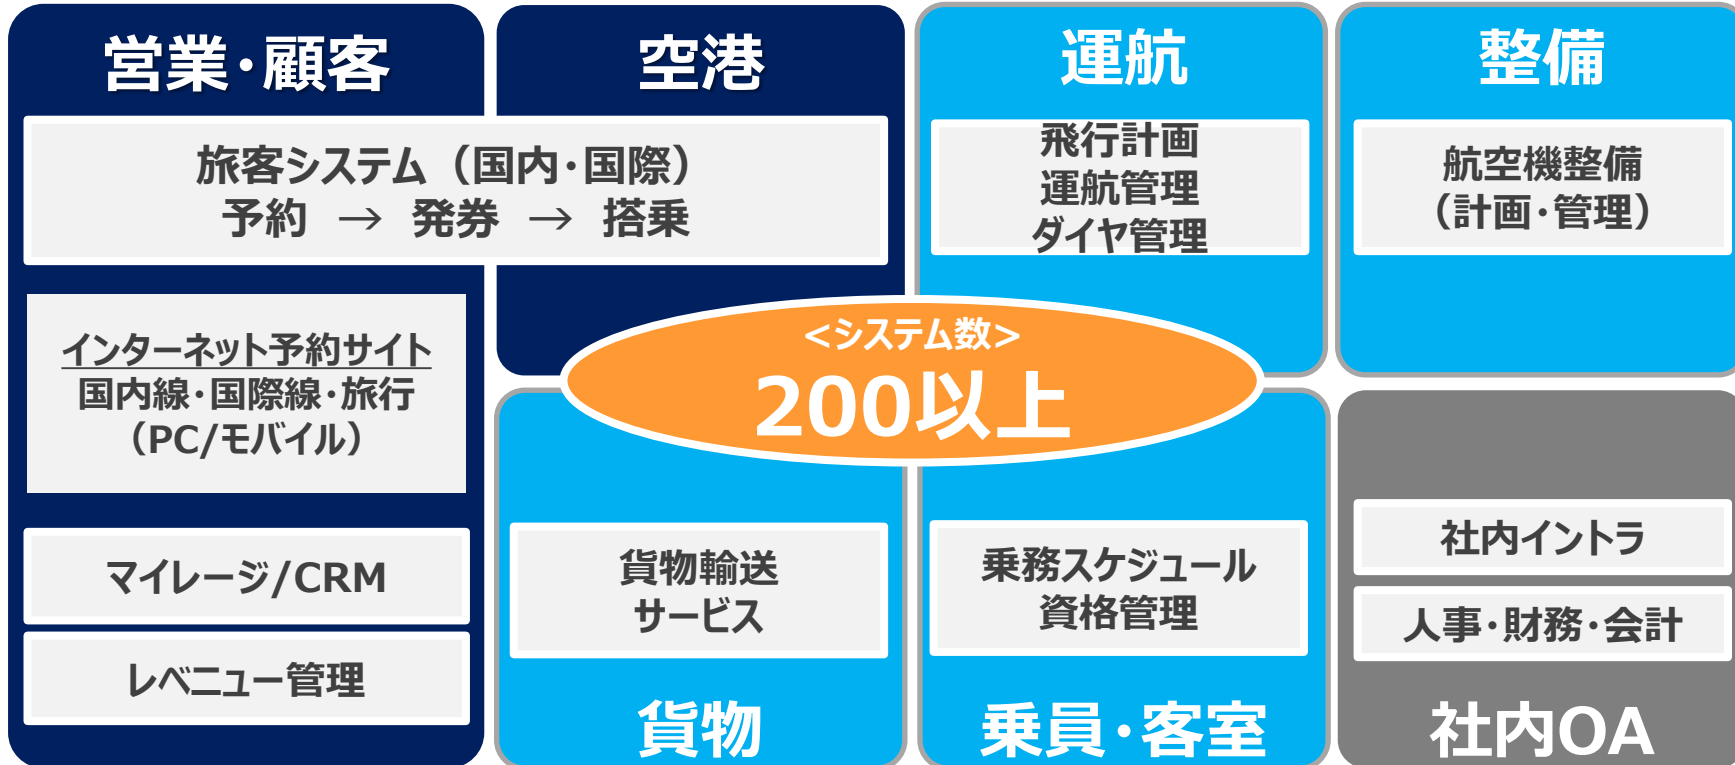 営業・顧客
空港
旅客システム（国内・国際）
予約 → 発券 → 搭乗
インターネット予約サイト
国内線・国際線・旅行
（PC/モバイル）
マイレージ/CRM
レベニュー管理
運航
飛行計画
運航管理
ダイヤ管理
整備
航空機整備
（計画・管理）
<システム数>
200以上
貨物輸送
サービス
貨物
乗務スケジュール
資格管理
乗員・客室
社内イントラ
人事・財務・会計
社内OA